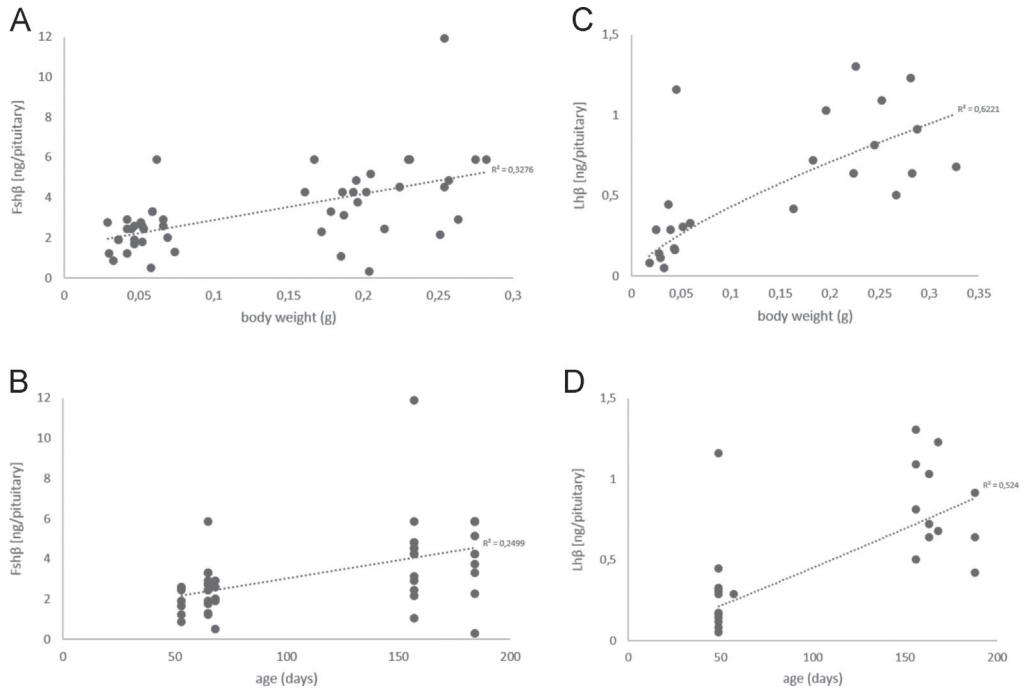 A
Fshβ [ng/pituitary]
12
10
8
6
4
2
0
0 0,05 0,1 0,15 0,2 0,25 0,3
body weight (g)
R² = 0,3276
C
Lhβ [ng/pituitary]
1,5
1
0,5
0
0 0,05 0,1 0,15 0,2 0,25 0,3 0,35
body weight (g)
R² = 0,6221
B
Fshβ [ng/pituitary]
12
10
8
6
4
2
0
0 50 100 150 200
age (days)
R² = 0,2499
D
Lhβ [ng/pituitary]
1,5
1
0,5
0
0 50 100 150 200
age (days)
R² = 0,524